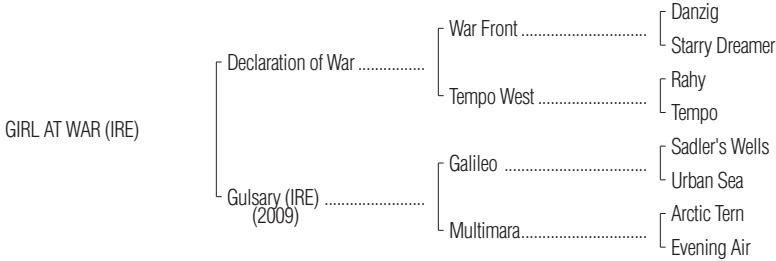 Danzig
War Front ..............................
Starry Dreamer
Declaration of War ................
Rahy
Tempo West ..........................
Tempo
GIRL AT WAR (IRE)
Sadler's Wells
Galileo ..................................
Urban Sea
Gulsary (IRE) ........................
(2009)
Arctic Tern
Multimara..............................
Evening Air